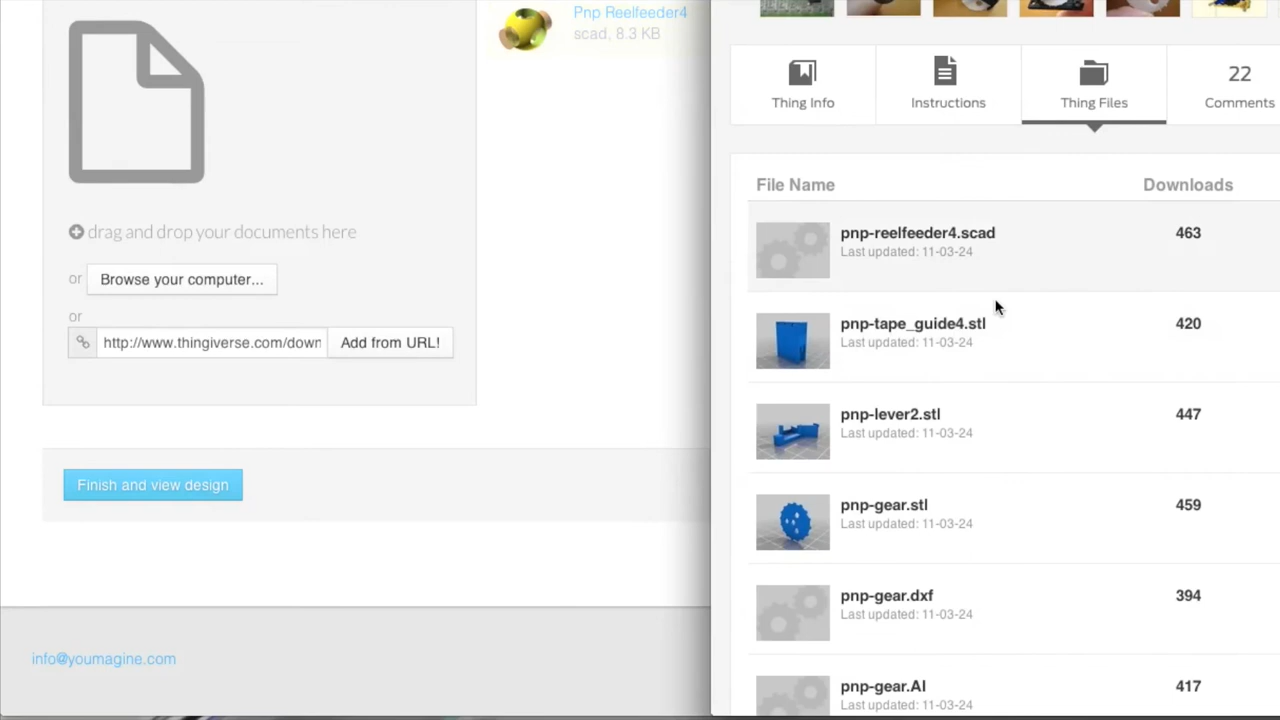 Pnp Reelfeeder4
scad, 8.3 KB
drag and drop your documents here
or Browse your computer...
or
http://www.thingiverse.com/down Add from URL!
Finish and view design
info@youmagine.com
Thing Info Instructions Thing Files 22 Comments
File Name Downloads
pnp-reelfeeder4.scad 463
Last updated: 11-03-24
pnp-tape_guide4.stl 420
Last updated: 11-03-24
pnp-lever2.stl 447
Last updated: 11-03-24
pnp-gear.stl 459
Last updated: 11-03-24
pnp-gear.dxf 394
Last updated: 11-03-24
pnp-gear.AI 417
Last updated: 11-03-24